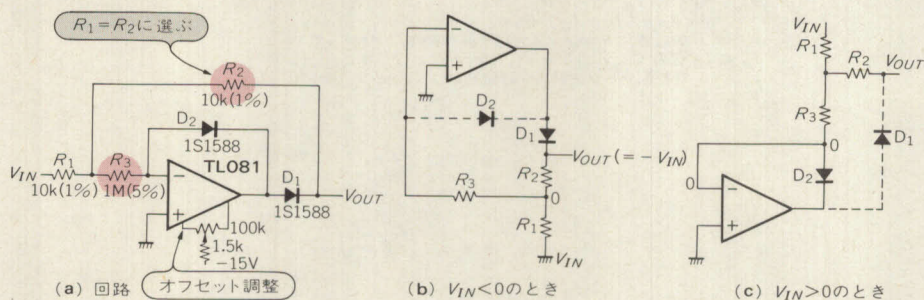 R1=R2に選ぶ
R2
10k(1%)
D2
1S1588
R1
R3
TL081
VIN
10k(1%)
1M(5%)
−
+
D1
1S1588
VOUT
100k
1.5k
−15V
オフセット調整
(a) 回路
−
+
D2
D1
VOUT(=−VIN)
R2
R3
0
R1
VIN
(b) VIN<0のとき
VIN
R1
R2
VOUT
R3
D1
0
0
−
D2
+
(c) VIN>0のとき